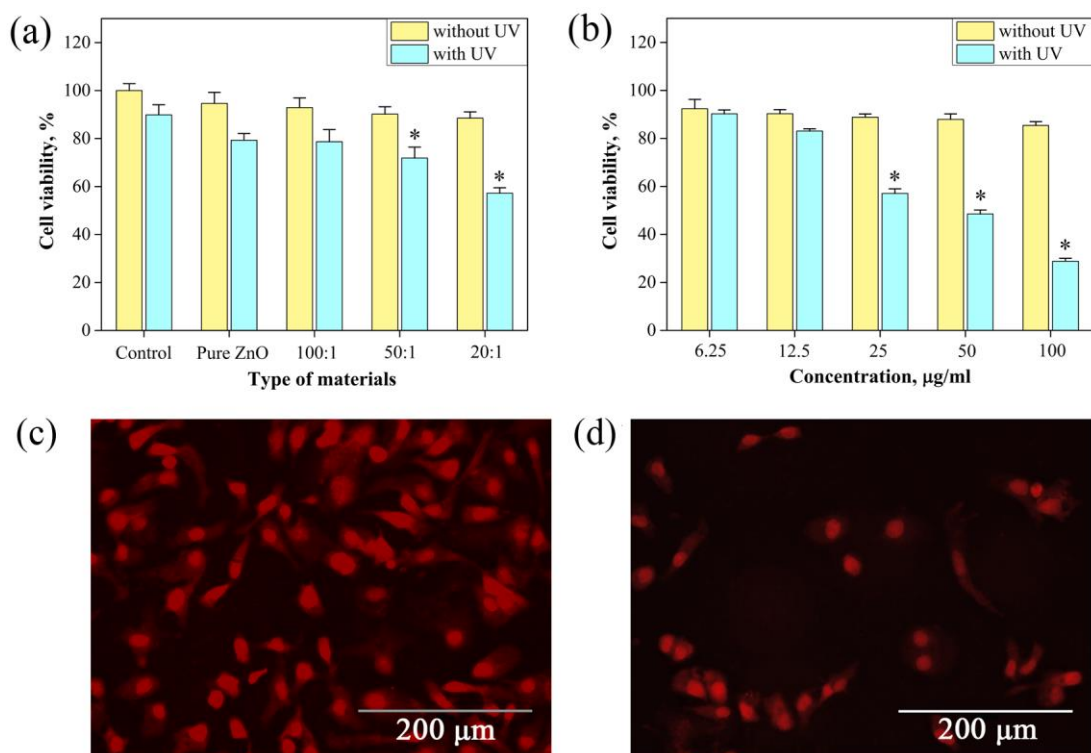 (a)
120
100
80
60
40
20
0
Cell viability, %
without UV
with UV
*
*
Control Pure ZnO 100:1 50:1 20:1
Type of materials
(b)
120
100
80
60
40
20
0
Cell viability, %
without UV
with UV
*
*
*
6.25 12.5 25 50 100
Concentration, μg/ml
(c)
200 μm
(d)
200 μm